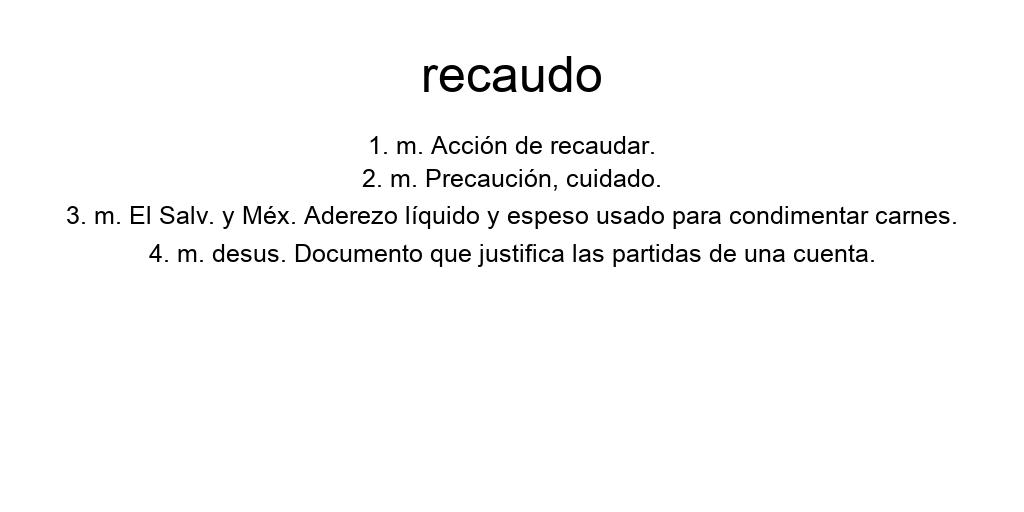 recaudo
1. m. Acción de recaudar.
2. m. Precaución, cuidado.
3. m. El Salv. y Méx. Aderezo líquido y espeso usado para condimentar carnes.
4. m. desus. Documento que justifica las partidas de una cuenta.